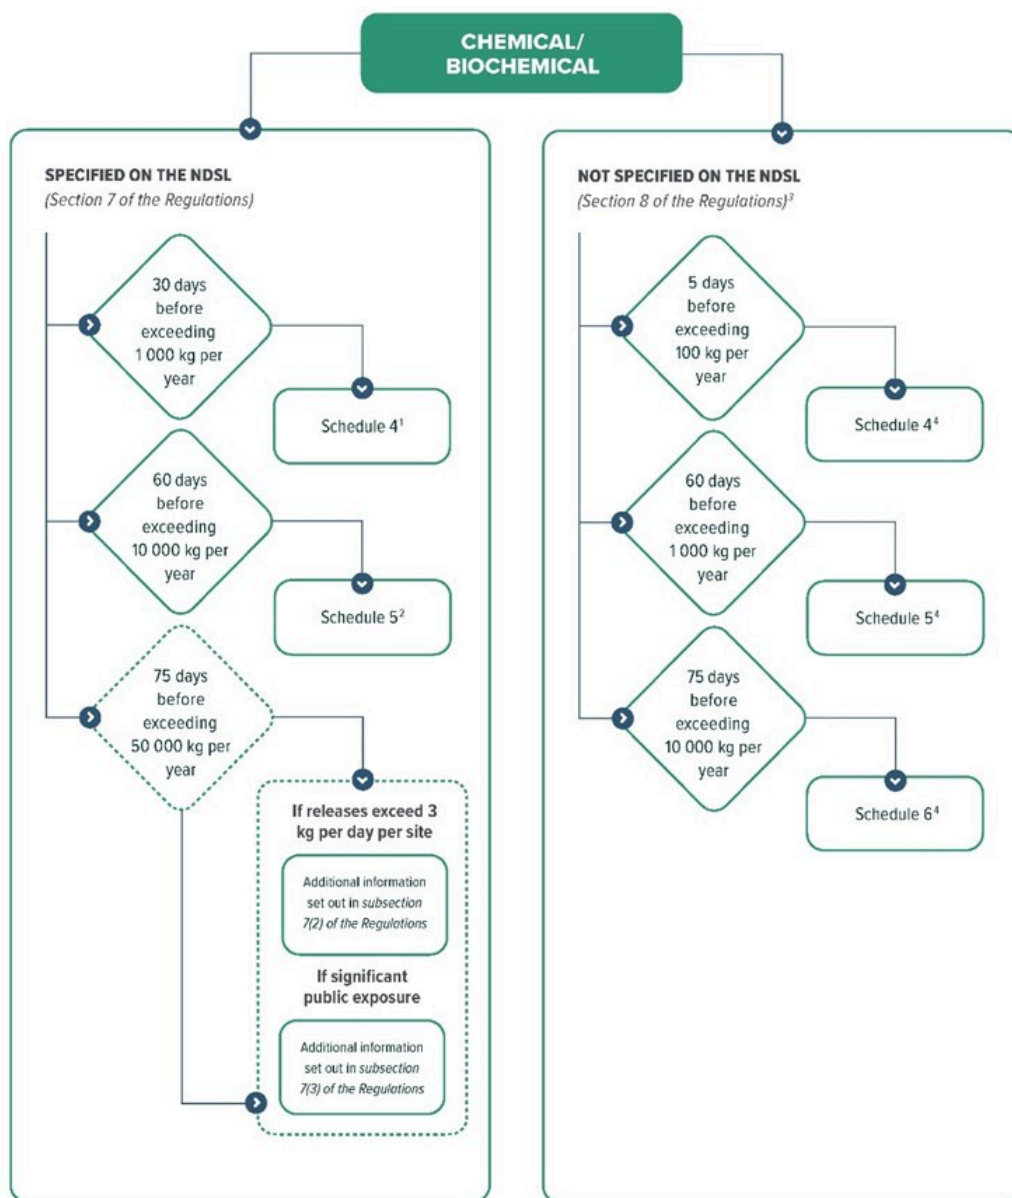 CHEMICAL/
BIOCHEMICAL
SPECIFIED ON THE NDSL
(Section 7 of the Regulations)
30 days
before
exceeding
1 000 kg per
year
Schedule 4¹
60 days
before
exceeding
10 000 kg per
year
Schedule 5²
75 days
before
exceeding
50 000 kg per
year
If releases exceed 3
kg per day per site
Additional information
set out in subsection
7(2) of the Regulations
If significant
public exposure
Additional information
set out in subsection
7(3) of the Regulations
NOT SPECIFIED ON THE NDSL
(Section 8 of the Regulations)³
5 days
before
exceeding
100 kg per
year
Schedule 4⁴
60 days
before
exceeding
1 000 kg per
year
Schedule 5⁴
75 days
before
exceeding
10 000 kg per
year
Schedule 6⁴